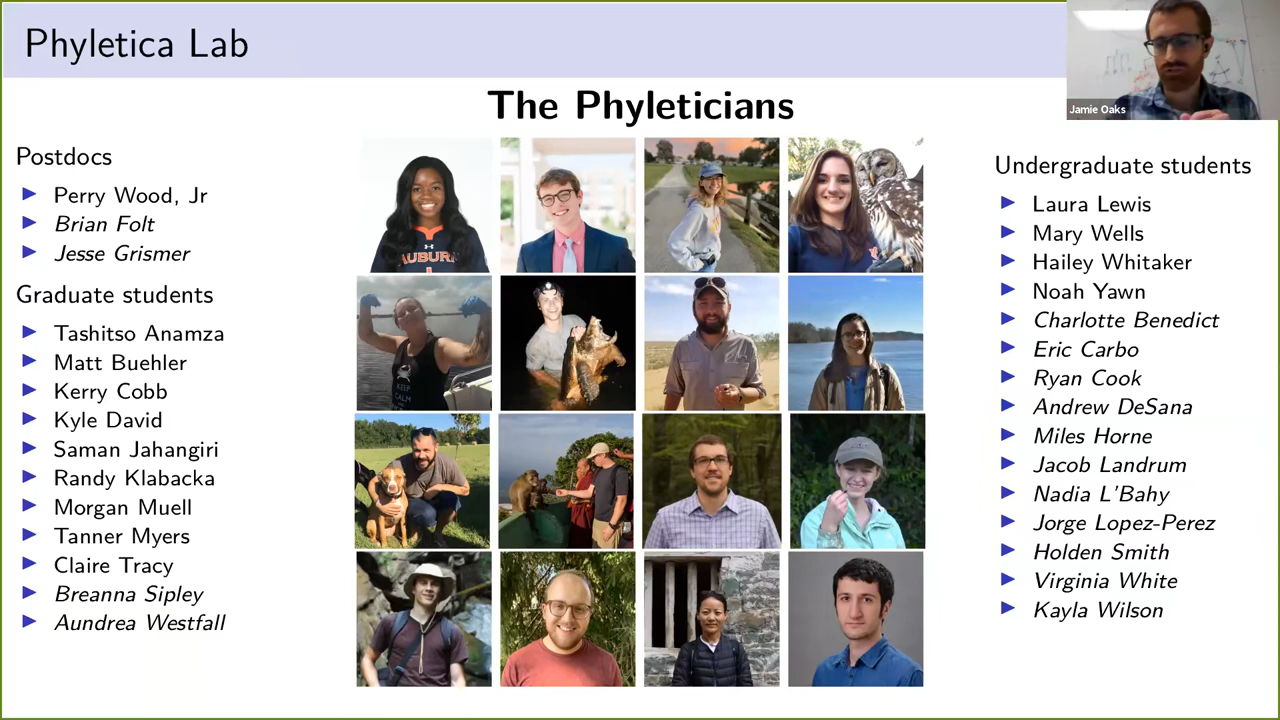 Phyletica Lab
Jamie Oaks
The Phyleticians
Postdocs
Perry Wood, Jr
Brian Folt
Jesse Grismer
Graduate students
Tashitso Anamza
Matt Buehler
Kerry Cobb
Kyle David
Saman Jahangiri
Randy Klabacka
Morgan Muell
Tanner Myers
Claire Tracy
Breanna Sipley
Aundrea Westfall
AUBURN
KEEP
CALM
Undergraduate students
Laura Lewis
Mary Wells
Hailey Whitaker
Noah Yawn
Charlotte Benedict
Eric Carbo
Ryan Cook
Andrew DeSana
Miles Horne
Jacob Landrum
Nadia L'Bahy
Jorge Lopez-Perez
Holden Smith
Virginia White
Kayla Wilson